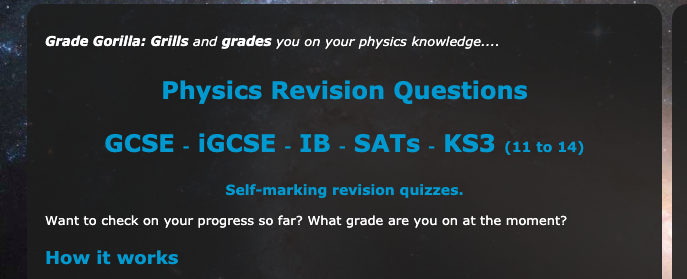 Grade Gorilla: Grills and grades you on your physics knowledge....
Physics Revision Questions
GCSE - iGCSE - IB - SATs - KS3 (11 to 14)
Self-marking revision quizzes.
Want to check on your progress so far? What grade are you on at the moment?
How it works